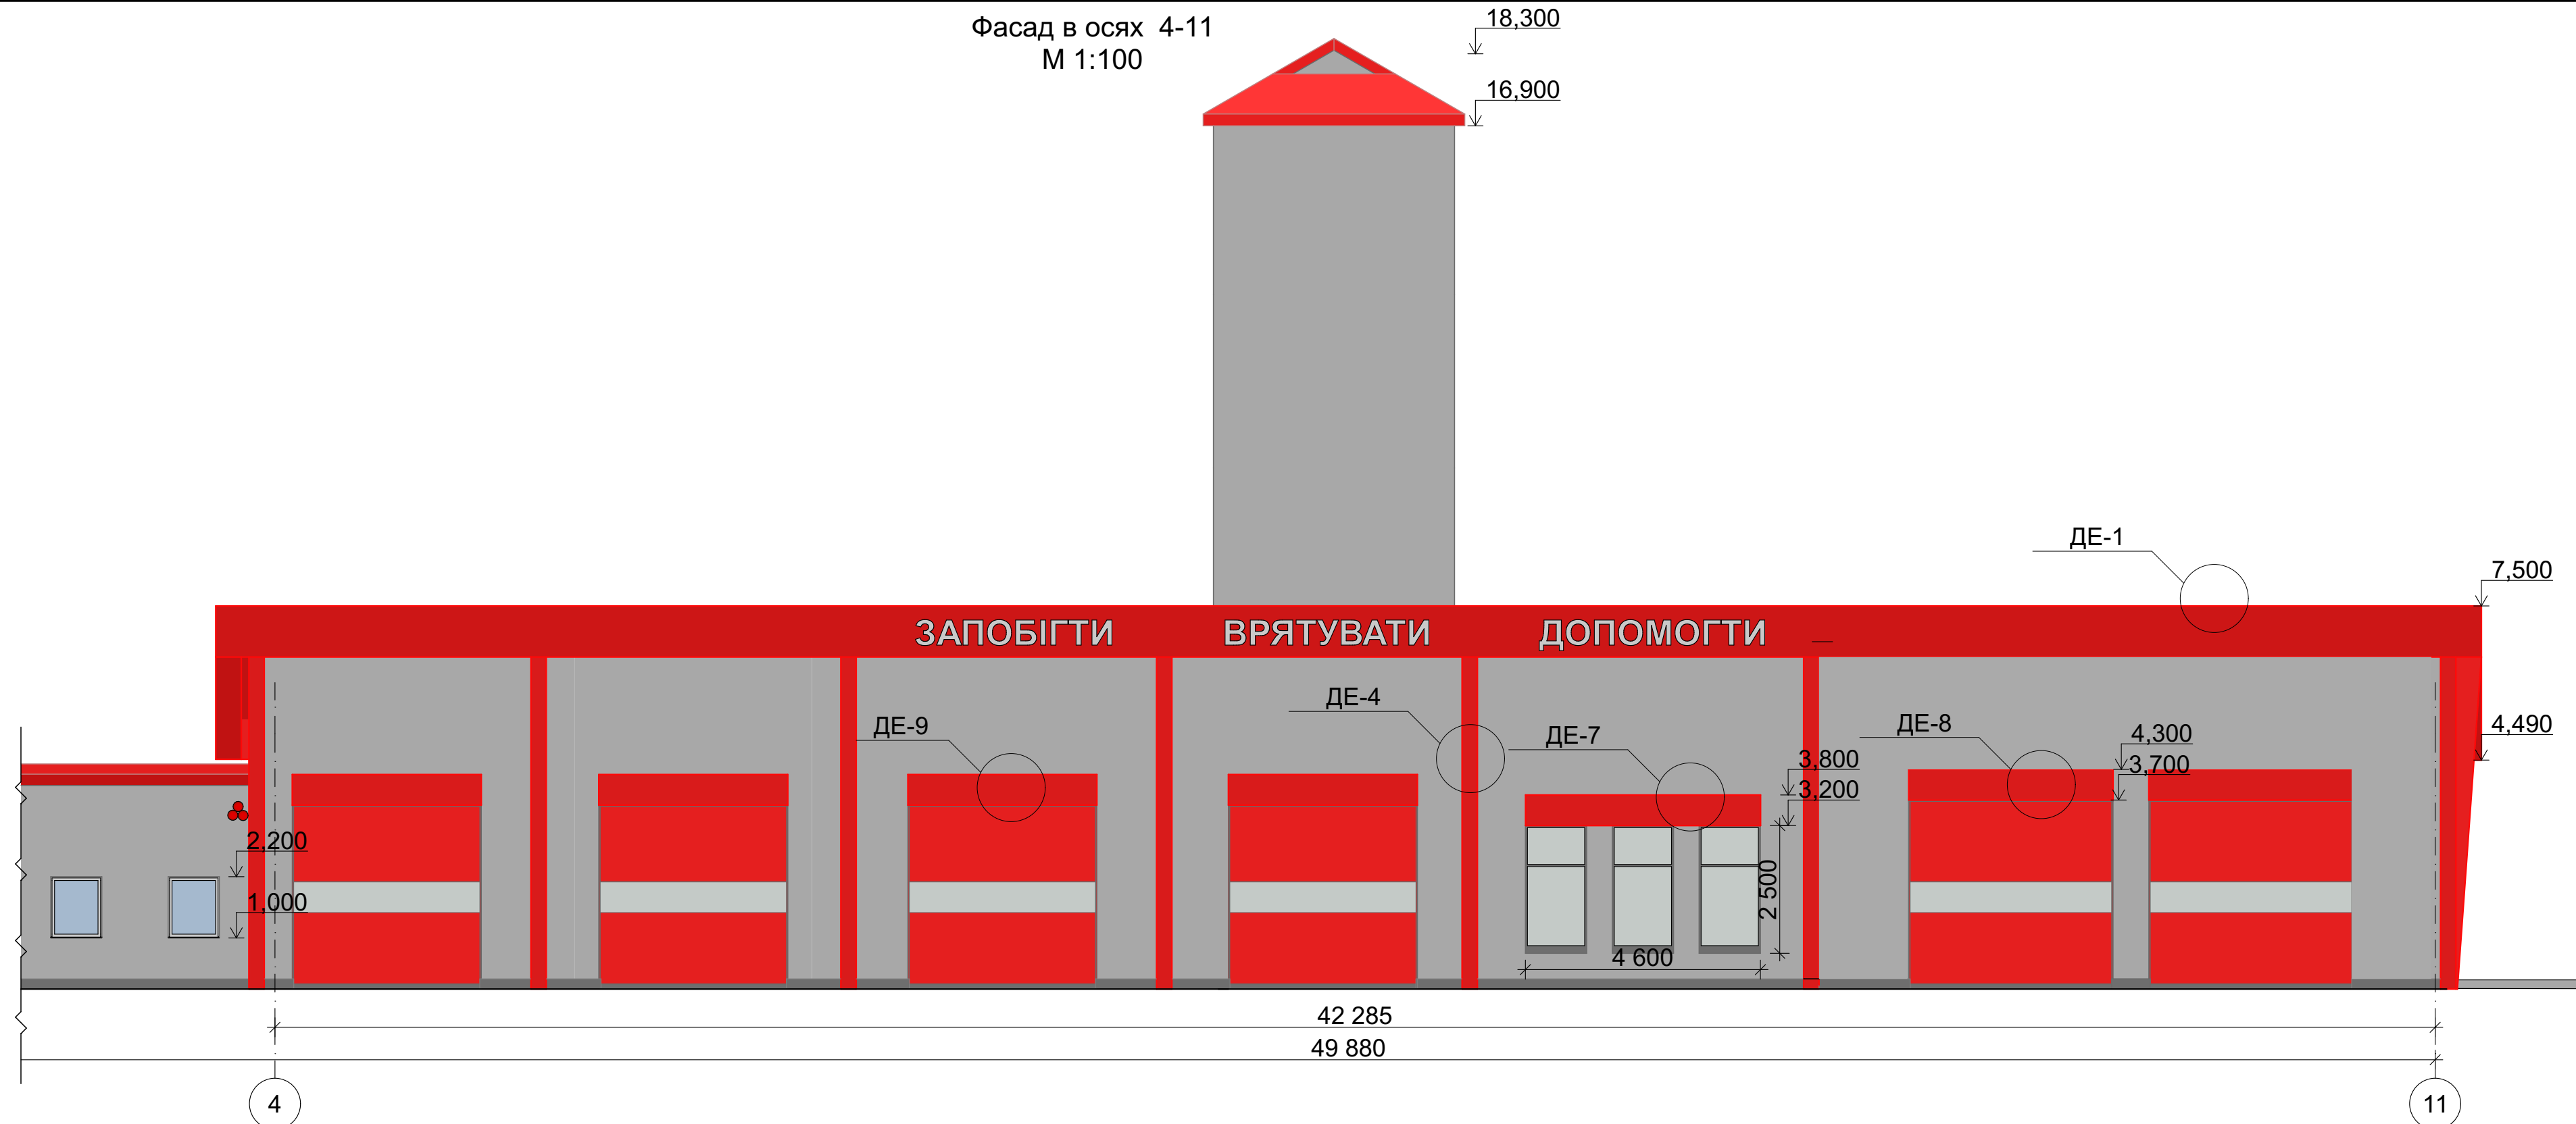 Фасад в осях 4-11
М 1:100
18,300
16,900
ДЕ-1
7,500
ЗАПОБІГТИ ВРЯТУВАТИ ДОПОМОГТИ
ДЕ-9
ДЕ-4
ДЕ-7
ДЕ-8
4,490
4,300
3,700
3,800
3,200
2,200
1,000
2 500
4 600
42 285
49 880
4
11